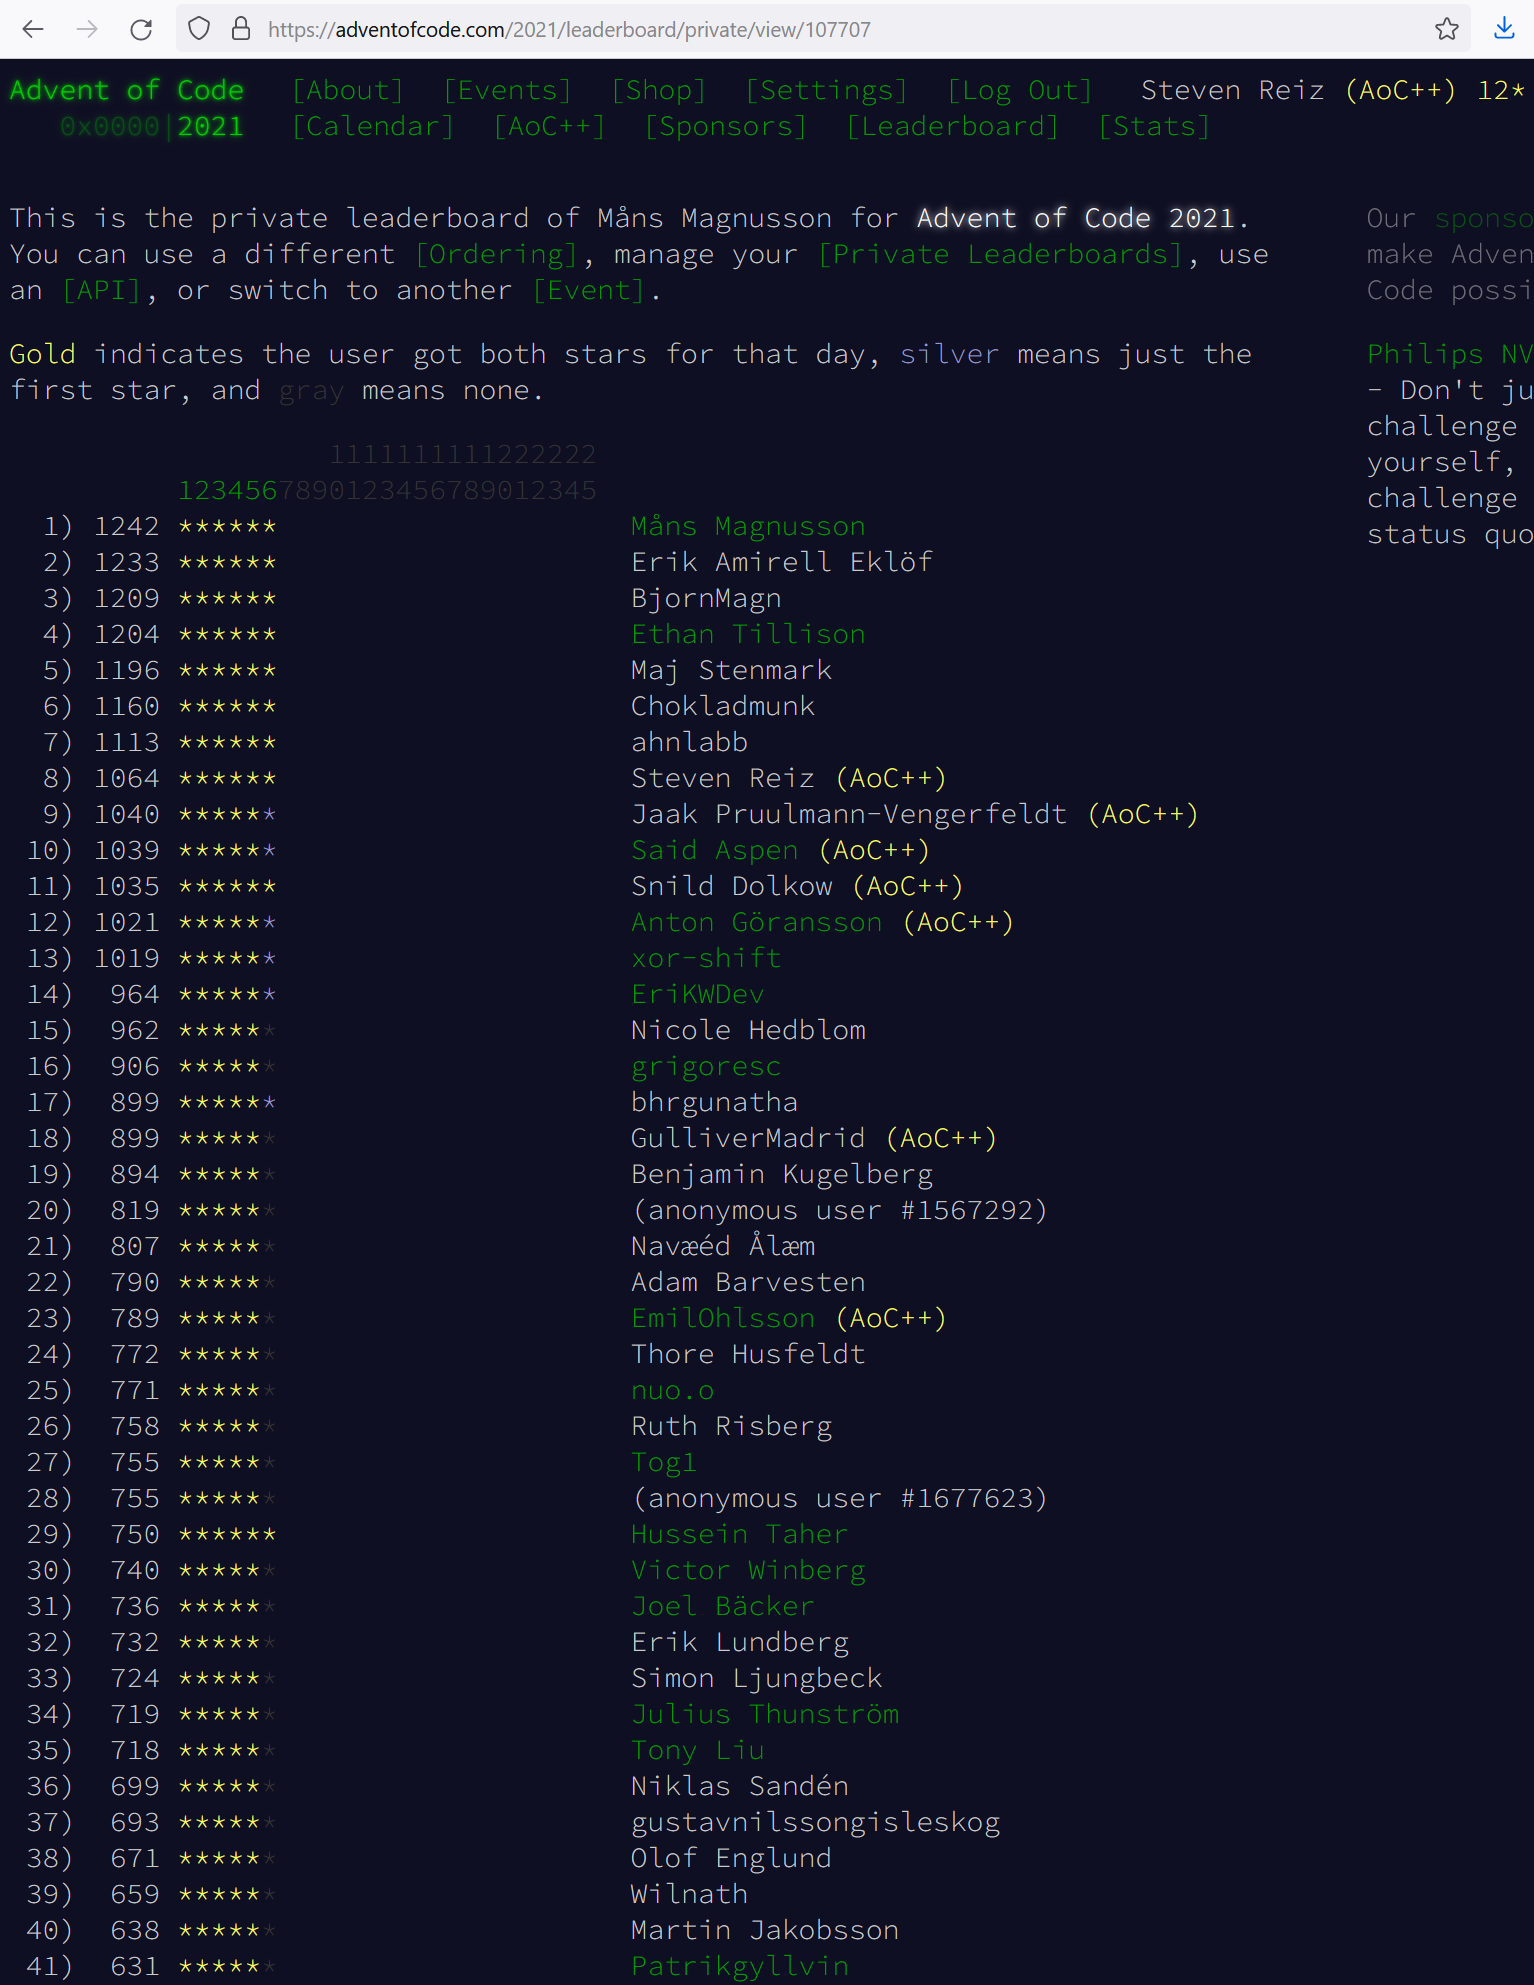 https://adventofcode.com/2021/leaderboard/private/view/107707
Advent of Code [About] [Events] [Shop] [Settings] [Log Out] Steven Reiz (AoC++) 12*
0x0000|2021 [Calendar] [AoC++] [Sponsors] [Leaderboard] [Stats]
This is the private leaderboard of Måns Magnusson for Advent of Code 2021.
You can use a different [Ordering], manage your [Private Leaderboards], use
an [API], or switch to another [Event].
Gold indicates the user got both stars for that day, silver means just the
first star, and gray means none.
Our sponso
make Adven
Code possi
Philips NV
- Don't ju
challenge
yourself,
challenge
status quo
1111111111222222
1234567890123456789012345
1) 1242 ****** Måns Magnusson
2) 1233 ****** Erik Amirell Eklöf
3) 1209 ****** BjornMagn
4) 1204 ****** Ethan Tillison
5) 1196 ****** Maj Stenmark
6) 1160 ****** Chokladmunk
7) 1113 ****** ahnlabb
8) 1064 ****** Steven Reiz (AoC++)
9) 1040 ****** Jaak Pruulmann-Vengerfeldt (AoC++)
10) 1039 ****** Said Aspen (AoC++)
11) 1035 ****** Snild Dolkow (AoC++)
12) 1021 ****** Anton Göransson (AoC++)
13) 1019 ****** xor-shift
14) 964 ****** EriKWDev
15) 962 ****** Nicole Hedblom
16) 906 ****** grigoresc
17) 899 ****** bhrgunatha
18) 899 ****** GulliverMadrid (AoC++)
19) 894 ****** Benjamin Kugelberg
20) 819 ****** (anonymous user #1567292)
21) 807 ****** Navæéd Ålæm
22) 790 ****** Adam Barvesten
23) 789 ****** EmilOhlsson (AoC++)
24) 772 ****** Thore Husfeldt
25) 771 ****** nuo.o
26) 758 ****** Ruth Risberg
27) 755 ****** Tog1
28) 755 ****** (anonymous user #1677623)
29) 750 ****** Hussein Taher
30) 740 ****** Victor Winberg
31) 736 ****** Joel Bäcker
32) 732 ****** Erik Lundberg
33) 724 ****** Simon Ljungbeck
34) 719 ****** Julius Thunström
35) 718 ****** Tony Liu
36) 699 ****** Niklas Sandén
37) 693 ****** gustavnilssongisleskog
38) 671 ****** Olof Englund
39) 659 ****** Wilnath
40) 638 ****** Martin Jakobsson
41) 631 ****** Patrikgyllvin